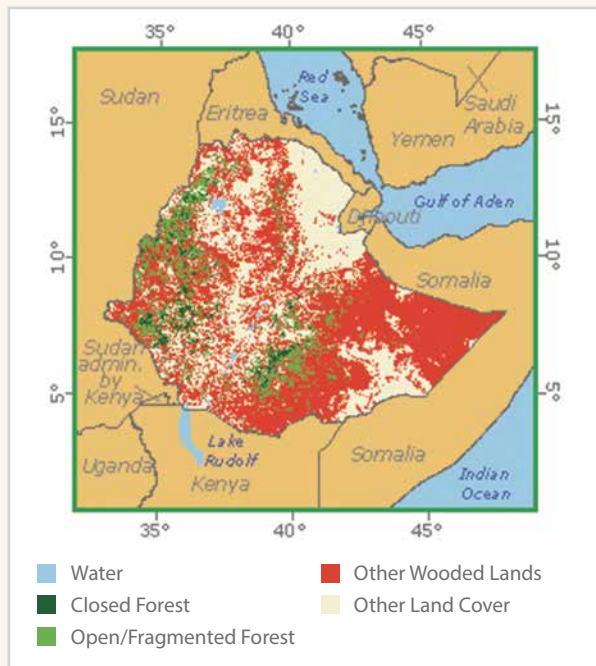 35° 40° 45°
Sudan
Red
Sea
Eritrea
Saudi
Arabia
15° 15°
Yemen
Gulf of Aden
Djibouti
10° 10°
Somalia
Sudan
admin.
by
Kenya
5° 5°
Lake
Rudolf
Somalia
Uganda
Kenya
Indian
Ocean
35° 40° 45°
Water
Closed Forest
Open/Fragmented Forest
Other Wooded Lands
Other Land Cover